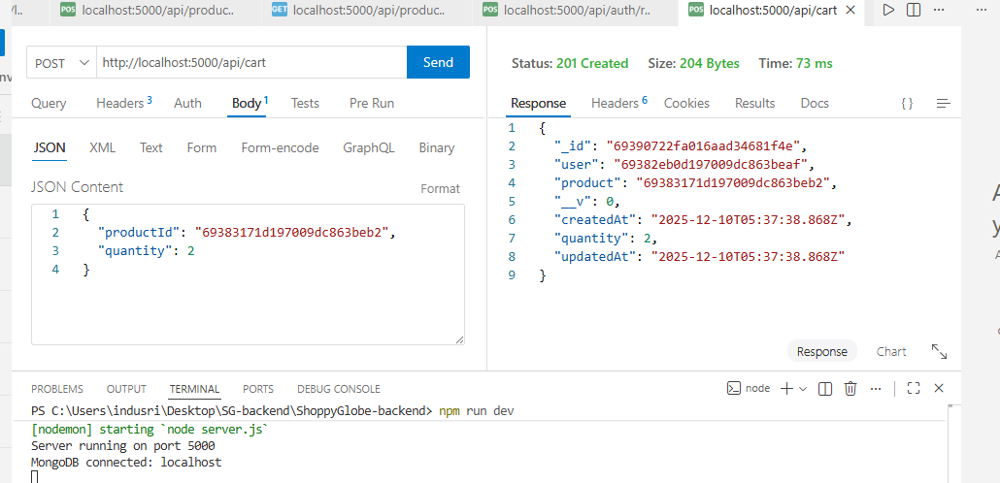 /l..
POS localhost:5000/api/produc..
GET localhost:5000/api/produc..
POS localhost:5000/api/auth/r..
POS localhost:5000/api/cart
POST http://localhost:5000/api/cart Send
Query Headers 3 Auth Body 1 Tests Pre Run
JSON XML Text Form Form-encode GraphQL Binary
JSON Content Format
1 {
2 "productId": "69383171d197009dc863beb2",
3 "quantity": 2
4 }
Status: 201 Created Size: 204 Bytes Time: 73 ms
Response Headers 6 Cookies Results Docs { }
1 {
2 "_id": "69390722fa016aad34681f4e",
3 "user": "69382eb0d197009dc863beaf",
4 "product": "69383171d197009dc863beb2",
5 "__v": 0,
6 "createdAt": "2025-12-10T05:37:38.868Z",
7 "quantity": 2,
8 "updatedAt": "2025-12-10T05:37:38.868Z"
9 }
Response Chart
PROBLEMS OUTPUT TERMINAL PORTS DEBUG CONSOLE node
PS C:\Users\indusri\Desktop\SG-backend\ShoppyGlobe-backend> npm run dev
[nodemon] starting `node server.js`
Server running on port 5000
MongoDB connected: localhost